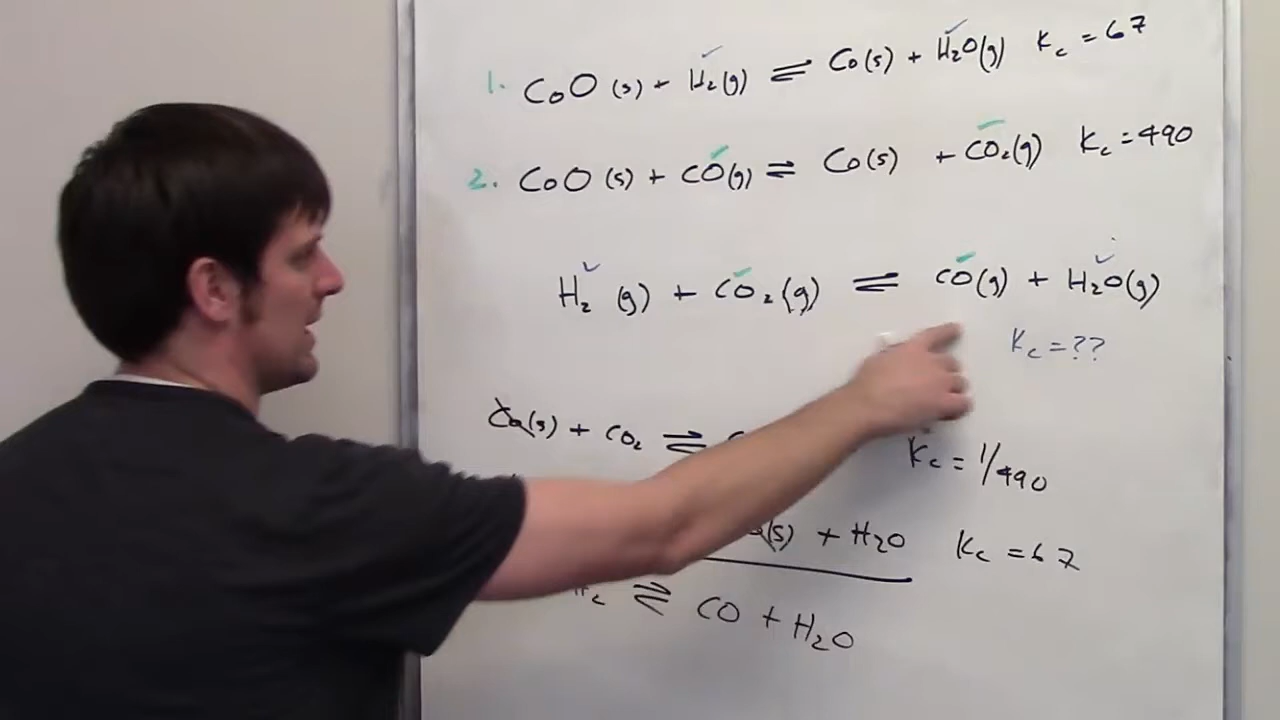 1. CoO (s) + H₂(g) ⇌ Co(s) + H₂O(g) Kc = 67
2. CoO (s) + CO(g) ⇌ Co(s) + CO₂(g) Kc = 490
H₂ (g) + CO₂ (g) ⇌ CO(g) + H₂O(g)
Kc = ??
Co(s) + CO₂ ⇌ Kc = 1/490
(s) + H₂O Kc = 67
⇌ CO + H₂O